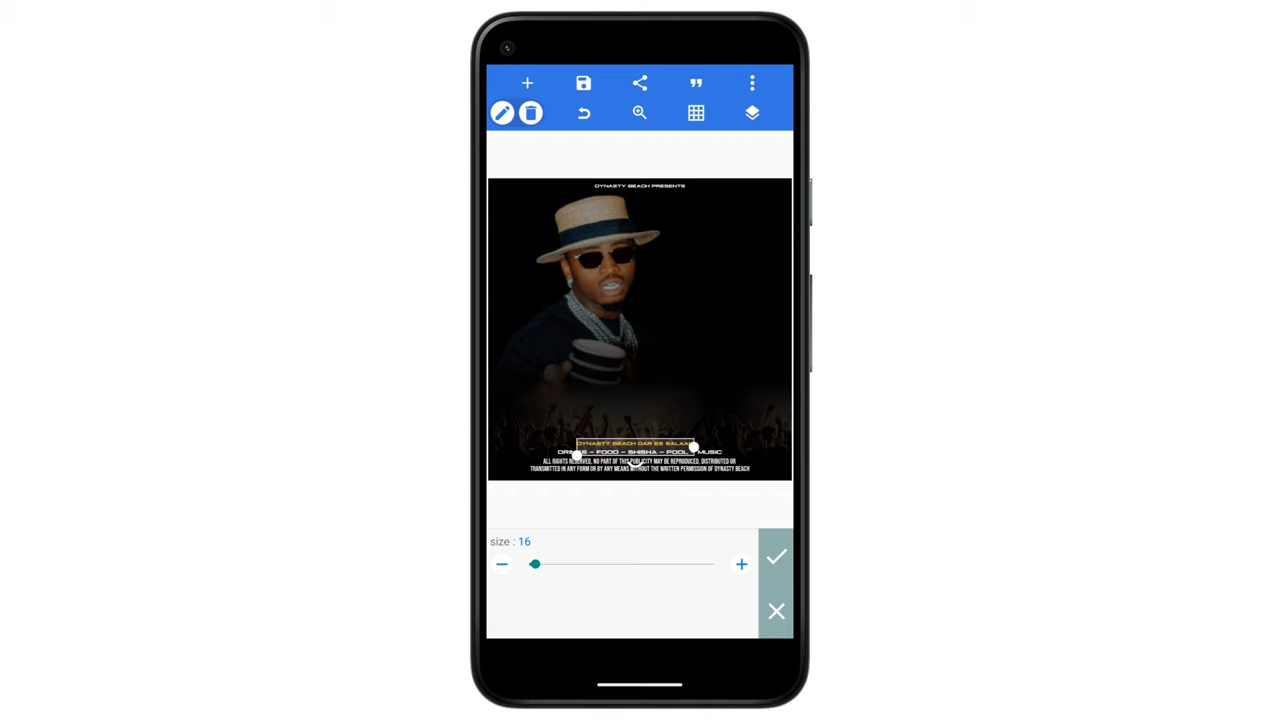 DYNASTY BEACH PRESENTS
DYNASTY BEACH DAR ES SALAAM
DRINKS - FOOD - SHISHA - POOL - MUSIC
ALL RIGHTS RESERVED, NO PART OF THIS PUBLICITY MAY BE REPRODUCED, DISTRIBUTED OR
TRANSMITTED IN ANY FORM OR BY ANY MEANS WITHOUT THE WRITTEN PERMISSION OF DYNASTY BEACH
size : 16